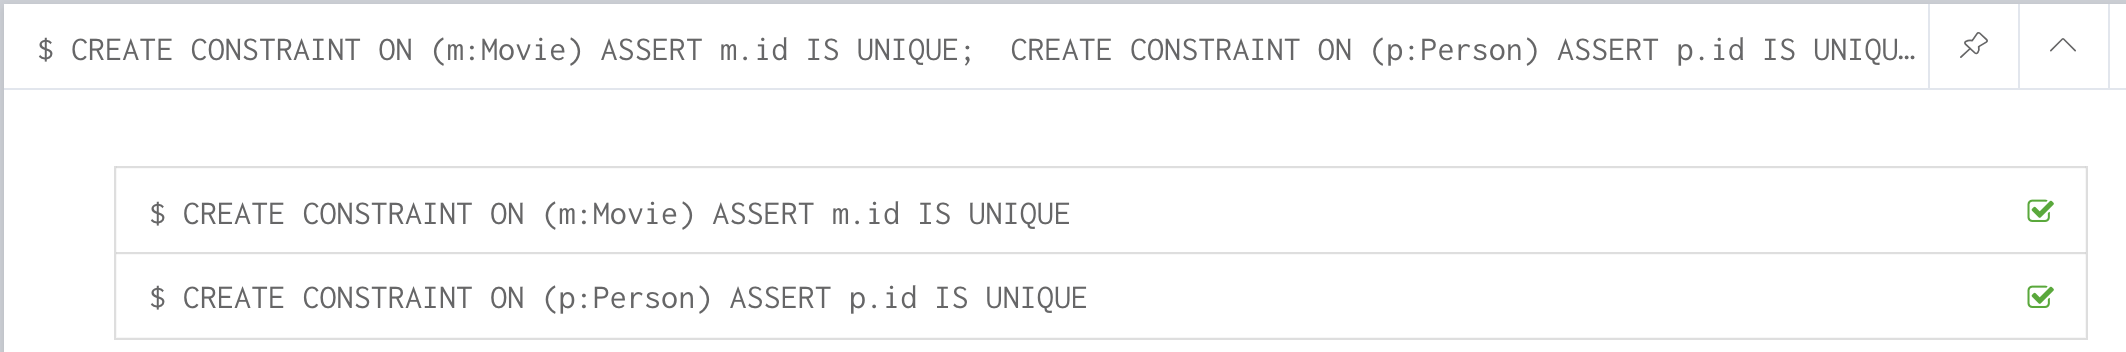 $ CREATE CONSTRAINT ON (m:Movie) ASSERT m.id IS UNIQUE;  CREATE CONSTRAINT ON (p:Person) ASSERT p.id IS UNIQU…
$ CREATE CONSTRAINT ON (m:Movie) ASSERT m.id IS UNIQUE
$ CREATE CONSTRAINT ON (p:Person) ASSERT p.id IS UNIQUE